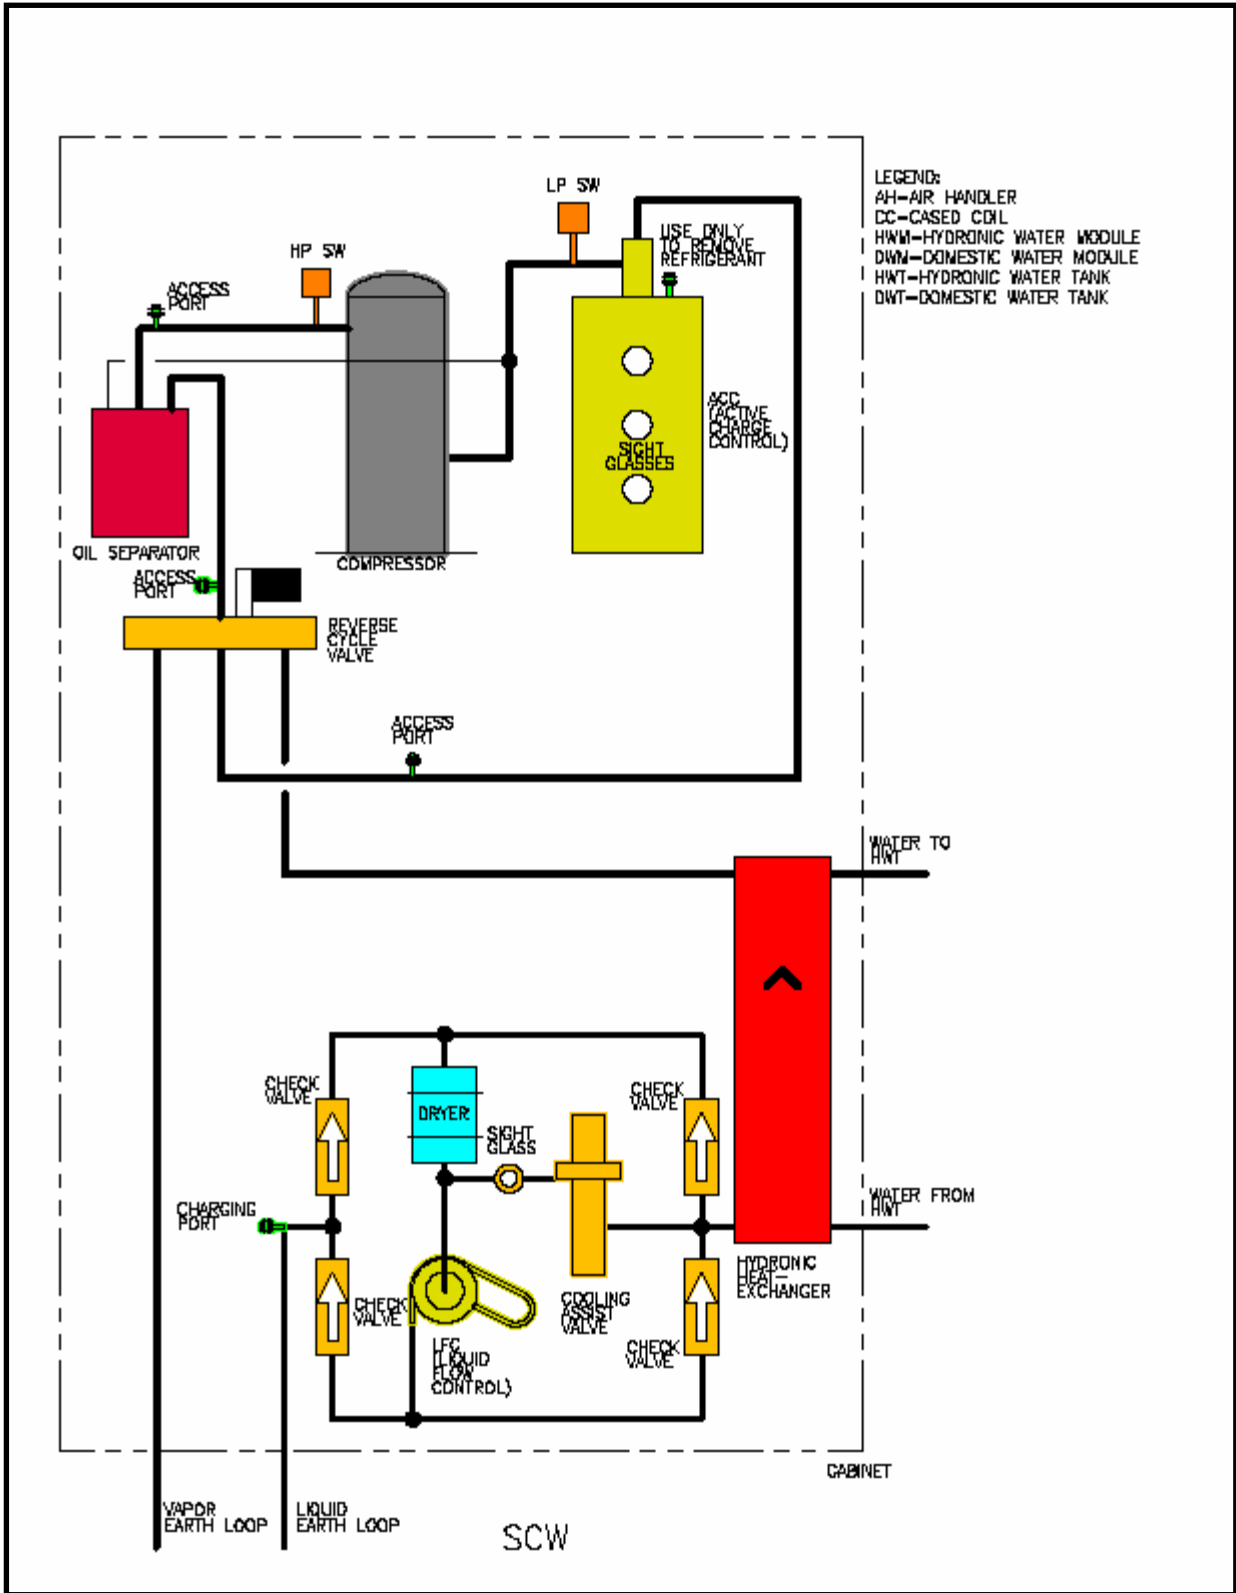 LEGEND:
AH-AIR HANDLER
CC-CASED COIL
HWM-HYDRONIC WATER MODULE
DWM-DOMESTIC WATER MODULE
HWT-HYDRONIC WATER TANK
DWT-DOMESTIC WATER TANK
LP SW
USE ONLY
TO REMOVE
REFRIGERANT
HP SW
ACCESS
PORT
ACC
(ACTIVE
CHARGE
CONTROL)
SIGHT
GLASSES
OIL SEPARATOR
COMPRESSOR
ACCESS
PORT
REVERSE
CYCLE
VALVE
ACCESS
PORT
WATER TO
HWT
CHECK
VALVE
DRYER
SIGHT
GLASS
CHECK
VALVE
CHARGING
PORT
WATER FROM
HWT
HYDRONIC
HEAT-
EXCHANGER
CHECK
VALVE
COOLING
ASSIST
VALVE
LFC
(LIQUID
FLOW
CONTROL)
CHECK
VALVE
CABINET
VAPOR
EARTH LOOP
LIQUID
EARTH LOOP
SCW